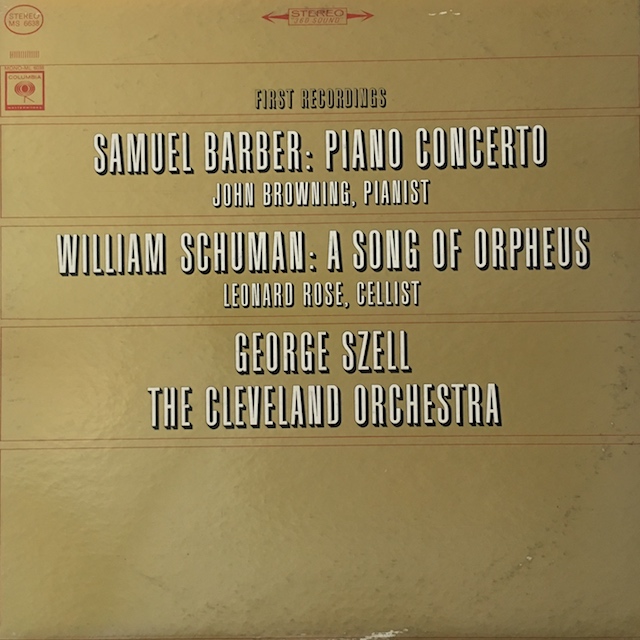 STEREO
MS 6638
STEREO
"360 SOUND"
COLUMBIA
FIRST RECORDINGS
SAMUEL BARBER: PIANO CONCERTO
JOHN BROWNING, PIANIST
WILLIAM SCHUMAN: A SONG OF ORPHEUS
LEONARD ROSE, CELLIST
GEORGE SZELL
THE CLEVELAND ORCHESTRA